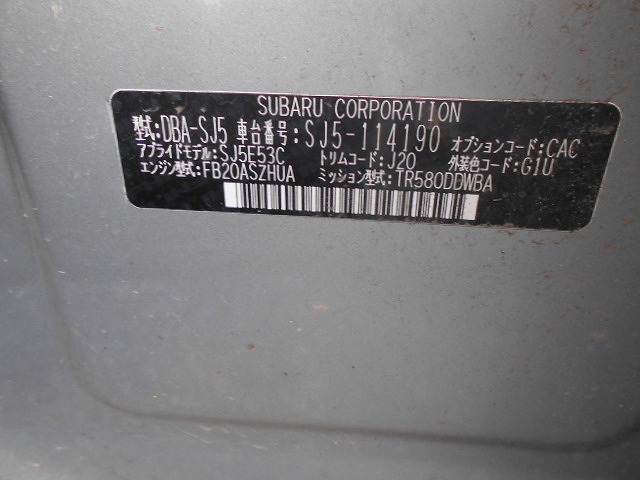 SUBARU CORPORATION
型式:DBA-SJ5 車台番号:SJ5-114190 オプションコード:CAC
アプライドモデル:SJ5E53C トリムコード:J20 外装色コード:G1U
エンジン型式:FB20ASZHUA ミッション型式:TR580DDWBA